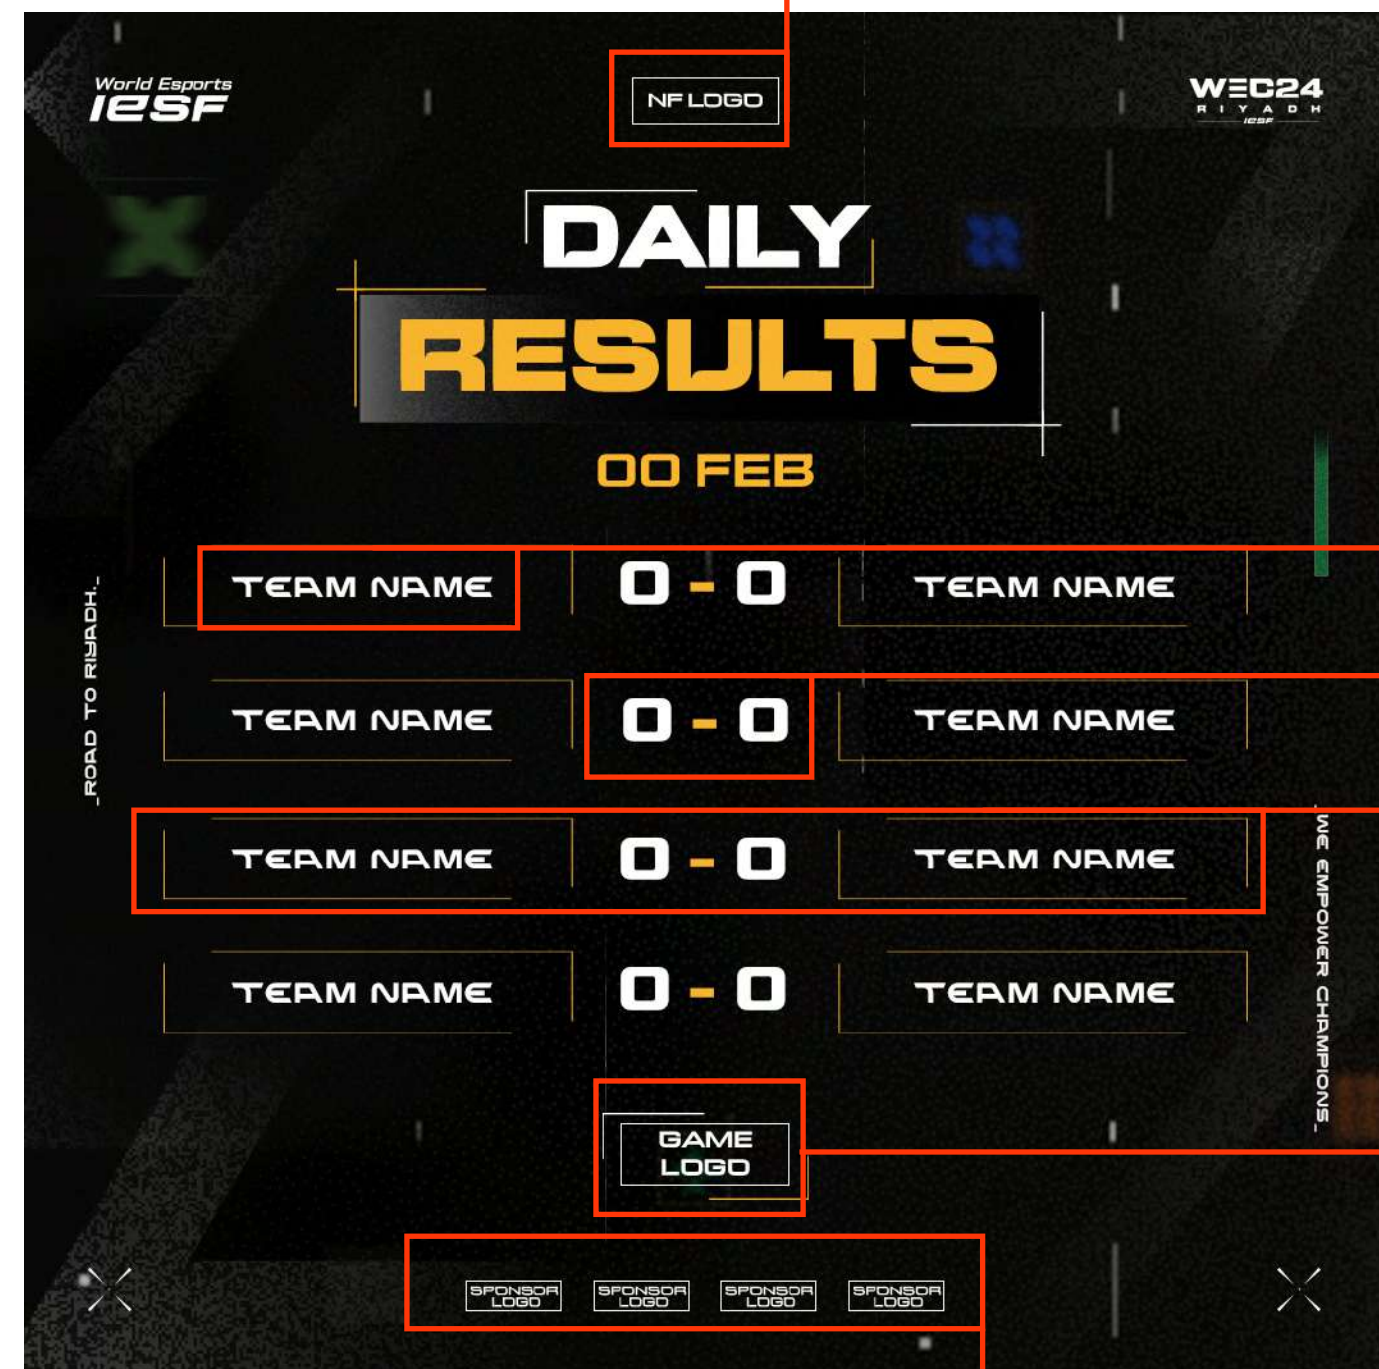 World Esports
IESF
NF LOGO
WEC24
RIYADH
IESF
DAILY
RESULTS
00 FEB
TEAM NAME 0 - 0 TEAM NAME
TEAM NAME 0 - 0 TEAM NAME
TEAM NAME 0 - 0 TEAM NAME
TEAM NAME 0 - 0 TEAM NAME
_ROAD TO RIYADH._
_WE EMPOWER CHAMPIONS_
GAME
LOGO
SPONSOR LOGO
SPONSOR LOGO
SPONSOR LOGO
SPONSOR LOGO